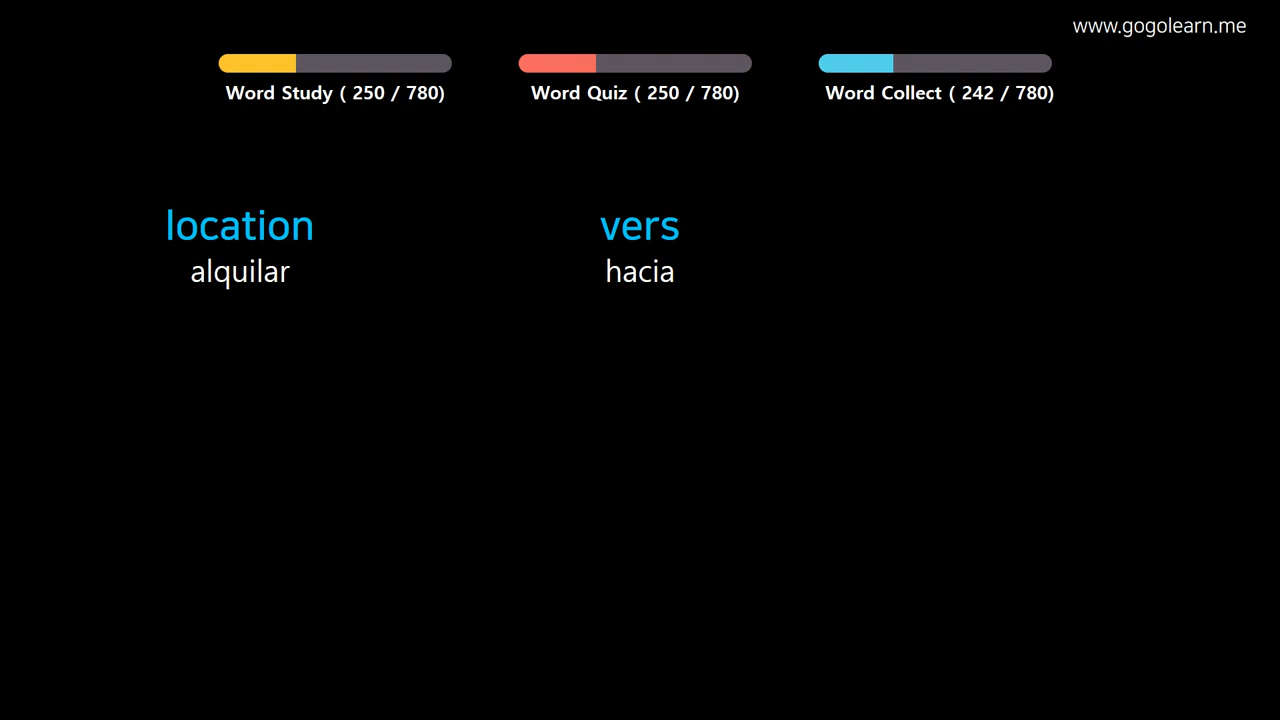 www.gogolearn.me
Word Study ( 250 / 780)
Word Quiz ( 250 / 780)
Word Collect ( 242 / 780)
location
alquilar
vers
hacia